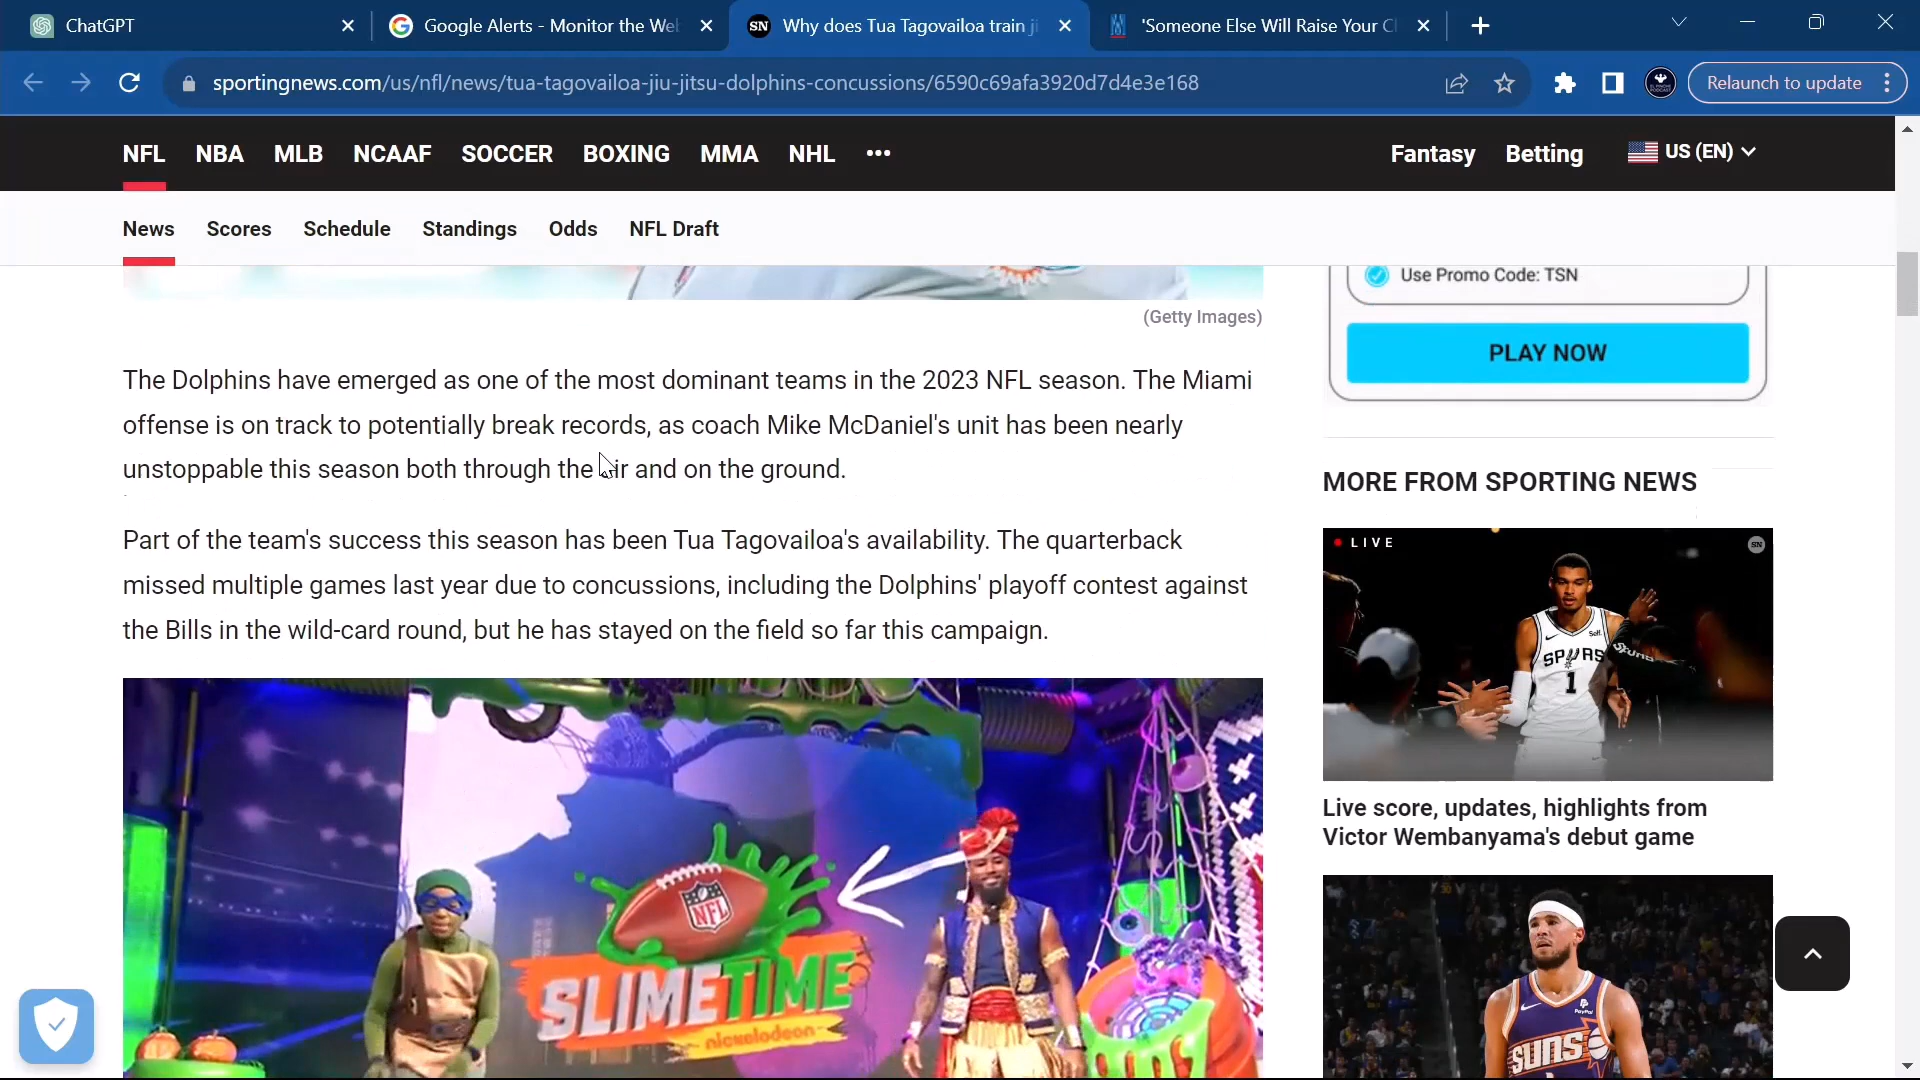 ChatGPT
Google Alerts - Monitor the We
SN
Why does Tua Tagovailoa train ji
'Someone Else Will Raise Your C
sportingnews.com/us/nfl/news/tua-tagovailoa-jiu-jitsu-dolphins-concussions/6590c69afa3920d7d4e3e168
Relaunch to update
NFL NBA MLB NCAAF SOCCER BOXING MMA NHL •••
Fantasy Betting US (EN)
News Scores Schedule Standings Odds NFL Draft
(Getty Images)
The Dolphins have emerged as one of the most dominant teams in the 2023 NFL season. The Miami
offense is on track to potentially break records, as coach Mike McDaniel's unit has been nearly
unstoppable this season both through the air and on the ground.
Part of the team's success this season has been Tua Tagovailoa's availability. The quarterback
missed multiple games last year due to concussions, including the Dolphins' playoff contest against
the Bills in the wild-card round, but he has stayed on the field so far this campaign.
NFL
SLIMETIME
nickelodeon
Use Promo Code: TSN
PLAY NOW
MORE FROM SPORTING NEWS
LIVE
SN
Self.
SPURS
1
Live score, updates, highlights from
Victor Wembanyama's debut game
PayPal
SUNS